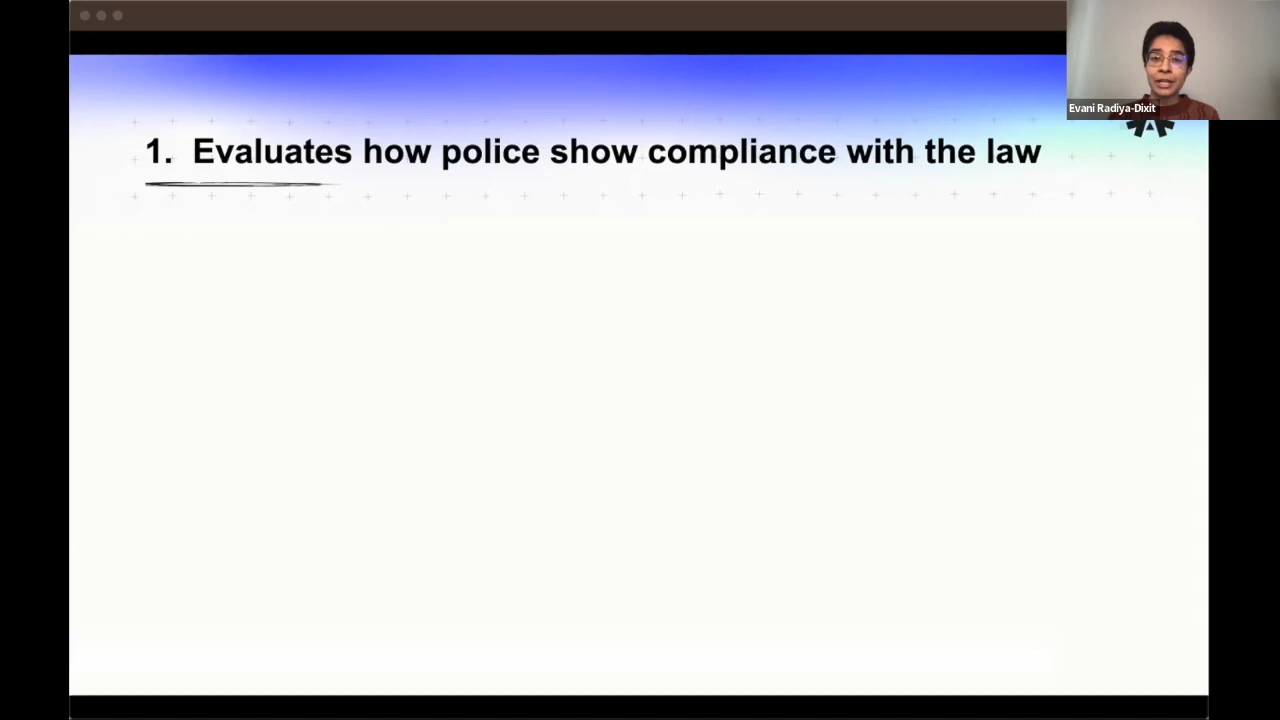 Evani Radiya-Dixit
1. Evaluates how police show compliance with the law